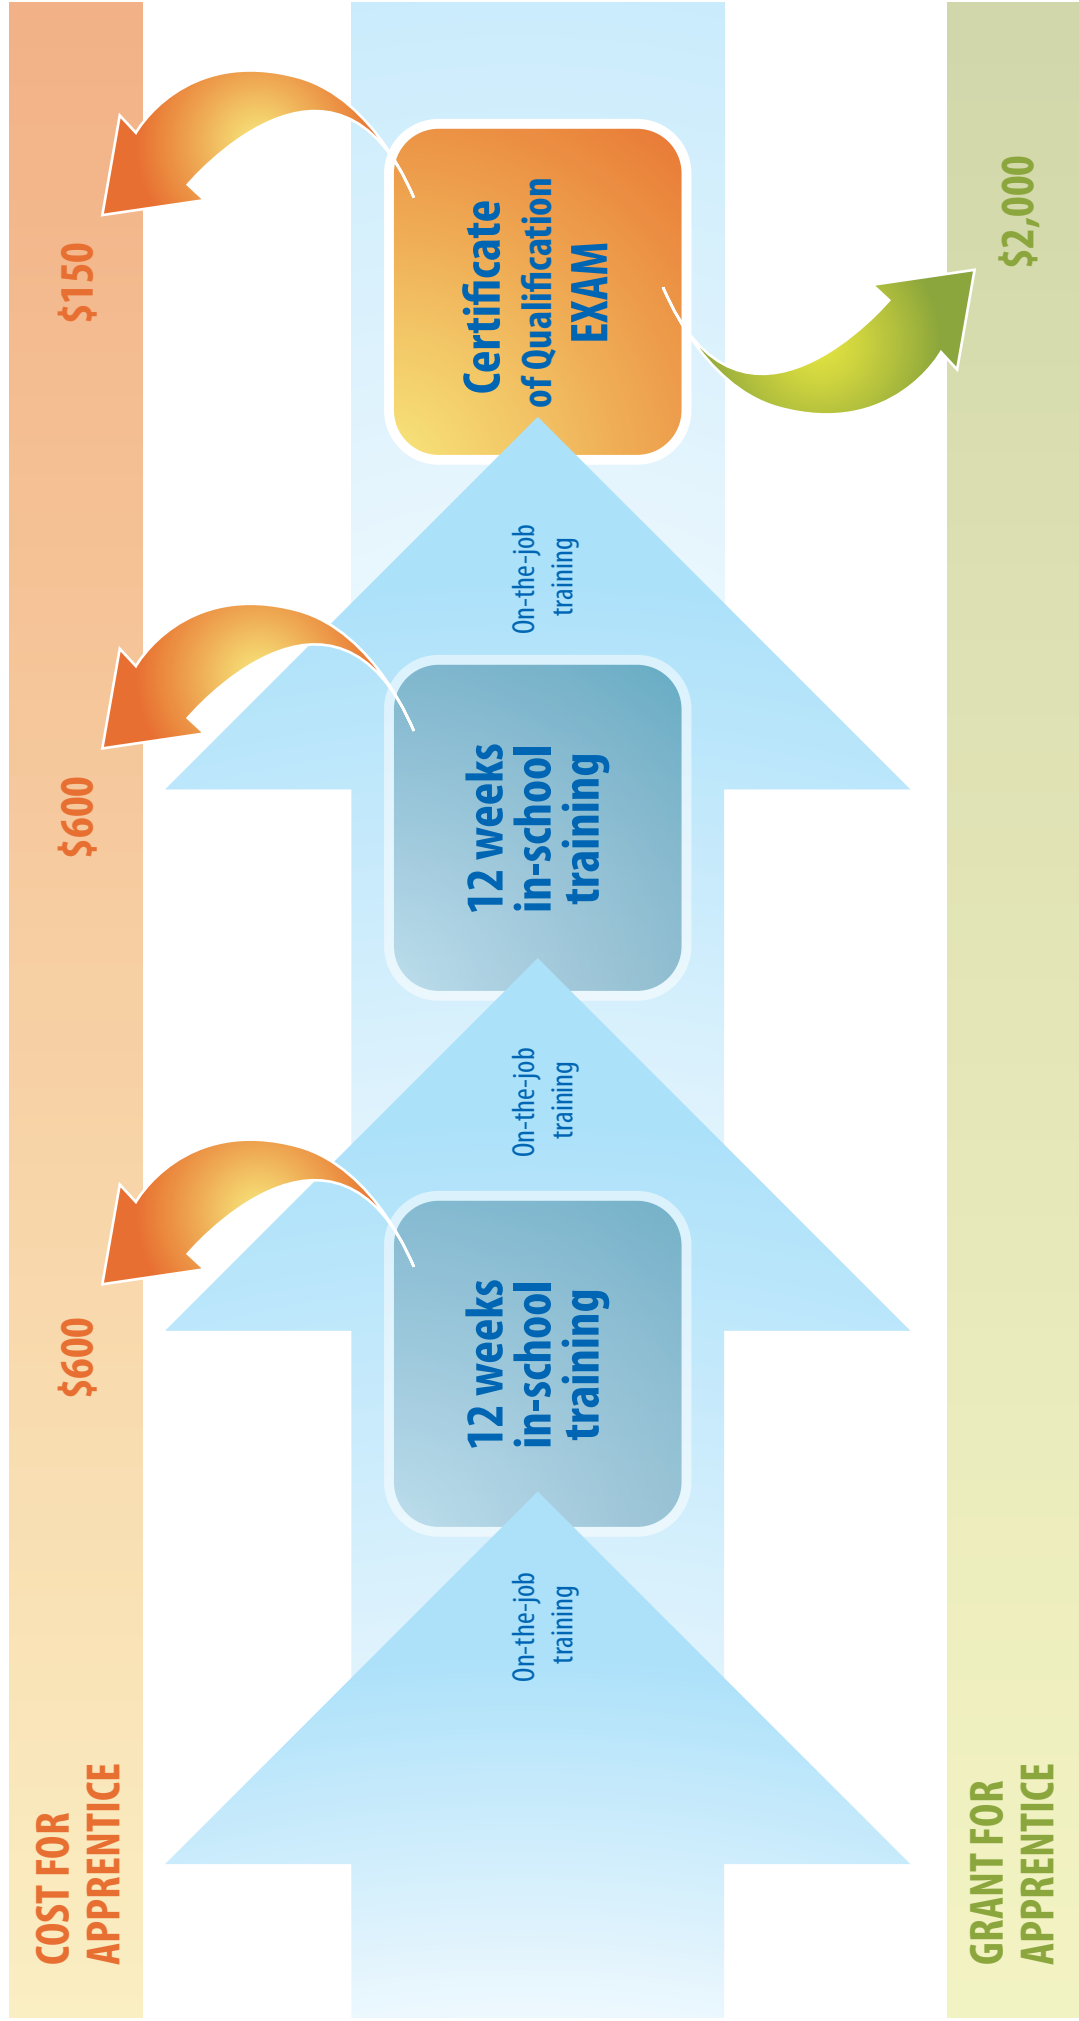 COST FOR
APPRENTICE
$600
$600
$150
On-the-job
training
12 weeks
in-school
training
On-the-job
training
12 weeks
in-school
training
On-the-job
training
Certificate
of Qualification
EXAM
GRANT FOR
APPRENTICE
$2,000